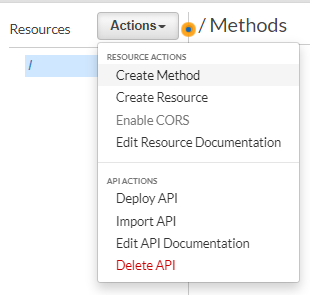 Resources
Actions
/ Methods
/
RESOURCE ACTIONS
Create Method
Create Resource
Enable CORS
Edit Resource Documentation
API ACTIONS
Deploy API
Import API
Edit API Documentation
Delete API